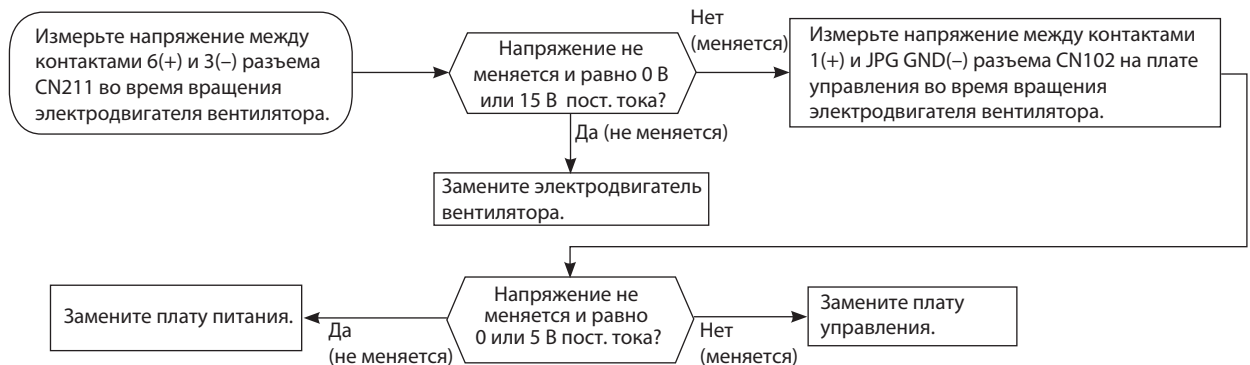 Измерьте напряжение между
контактами 6(+) и 3(–) разъема
CN211 во время вращения
электродвигателя вентилятора.
Напряжение не
меняется и равно 0 В
или 15 В пост. тока?
Нет
(меняется)
Измерьте напряжение между контактами
1(+) и JPG GND(–) разъема CN102 на плате
управления во время вращения
электродвигателя вентилятора.
Да (не меняется)
Замените электродвигатель
вентилятора.
Напряжение не
меняется и равно
0 или 5 В пост. тока?
Да
(не меняется)
Замените плату питания.
Нет
(меняется)
Замените плату
управления.